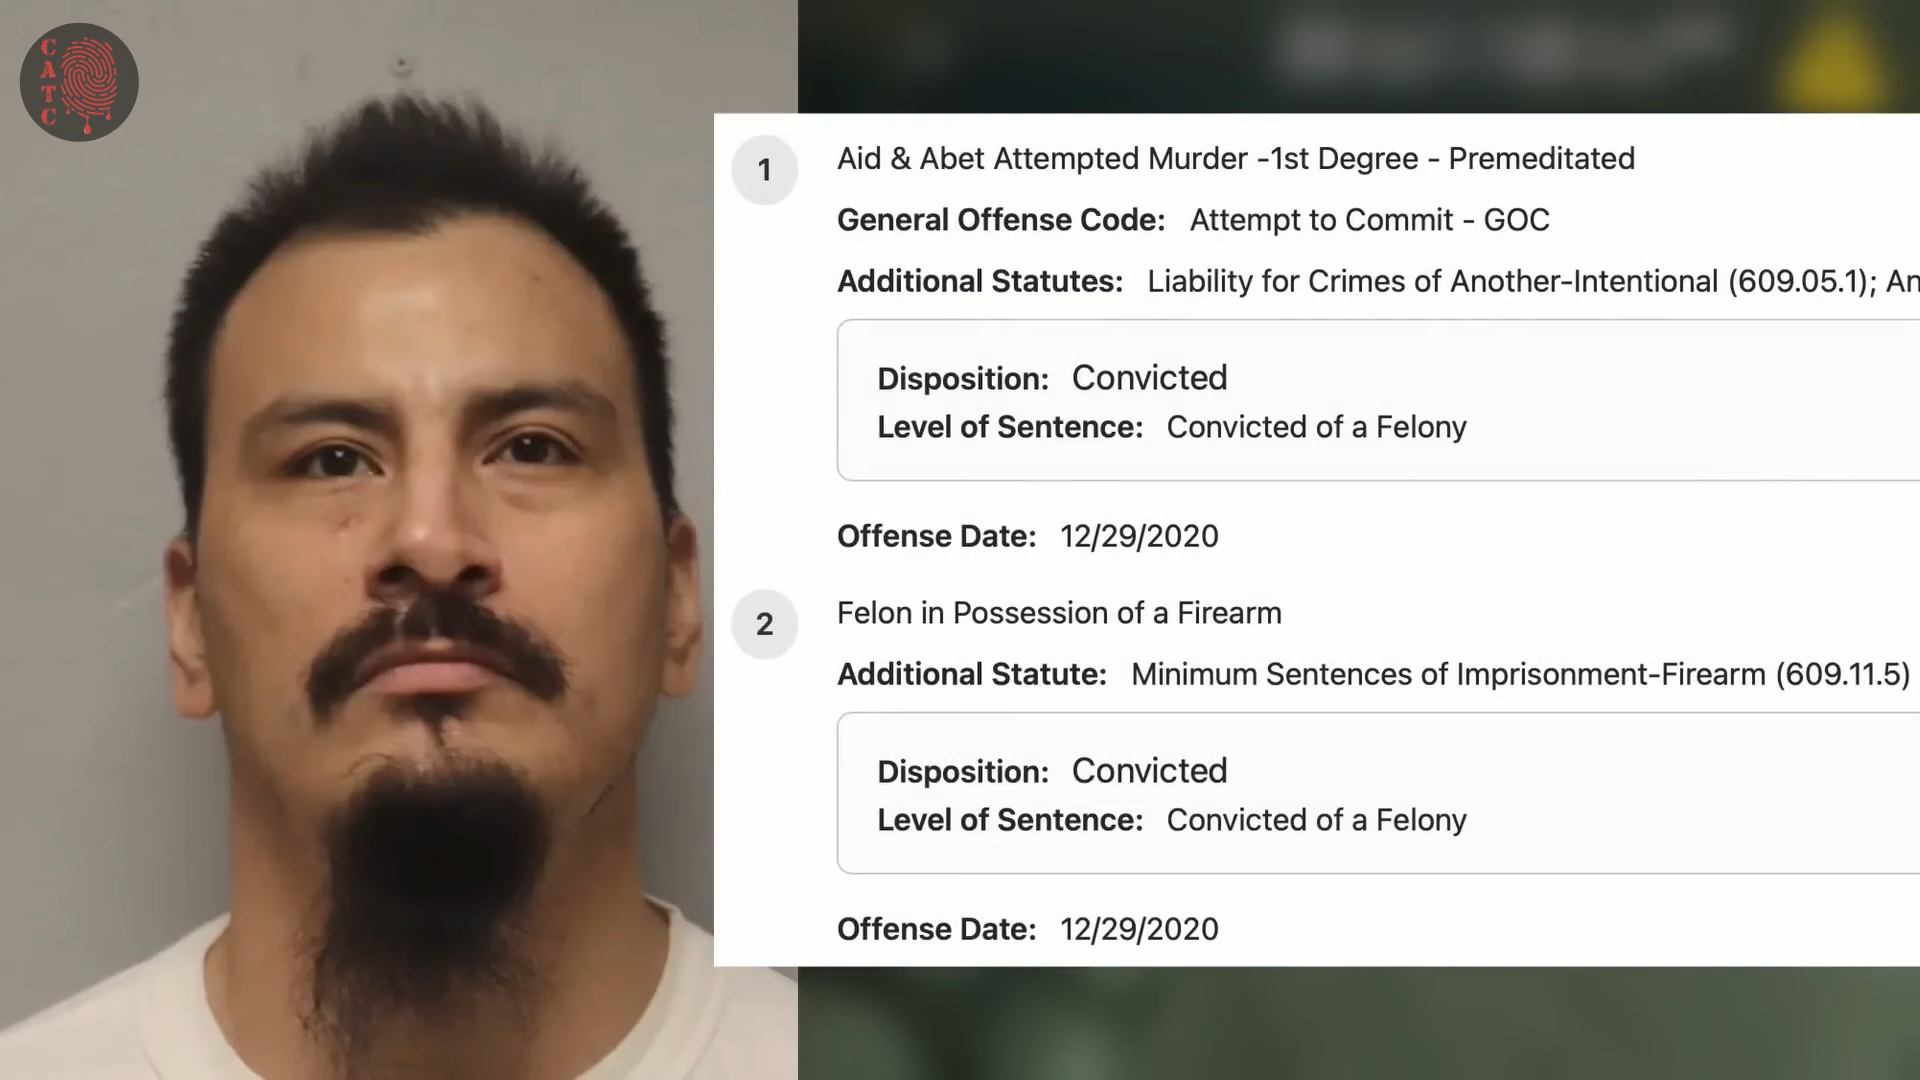 CATC
1
Aid & Abet Attempted Murder -1st Degree - Premeditated
General Offense Code: Attempt to Commit - GOC
Additional Statutes: Liability for Crimes of Another-Intentional (609.05.1); An
Disposition: Convicted
Level of Sentence: Convicted of a Felony
Offense Date: 12/29/2020
2
Felon in Possession of a Firearm
Additional Statute: Minimum Sentences of Imprisonment-Firearm (609.11.5)
Disposition: Convicted
Level of Sentence: Convicted of a Felony
Offense Date: 12/29/2020